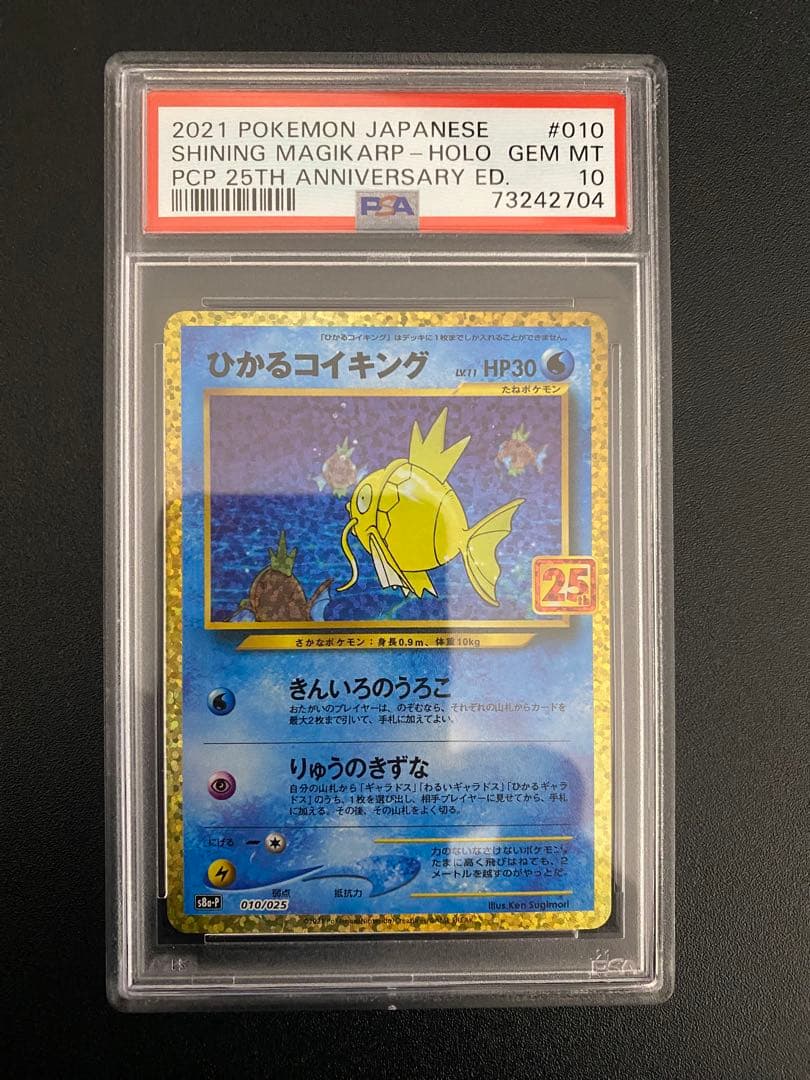 2021 POKEMON JAPANESE #010
SHINING MAGIKARP-HOLO GEM MT
PCP 25TH ANNIVERSARY ED. 10
PSA 73242704
「ひかるコイキング」はデッキに1枚までしか入れることができません。
ひかるコイキング LV.11 HP30
たねポケモン
25th
さかなポケモン：身長0.9m、体重10kg
きんいろのうろこ
おたがいのプレイヤーは、のぞむなら、それぞれの山札からカードを
最大2枚まで引いて、手札に加えてよい。
りゅうのきずな
自分の山札から「ギャラドス」「わるいギャラドス」「ひかるギャラ
ドス」のうち、1枚を選び出し、相手プレイヤーに見せてから、手札
に加える。その後、その山札をよく切る。
にげる
力のないなさけないポケモン。
たまに高く飛びはねても、2
メートルを越すのがやっとだ。
弱点 抵抗力
s8a-P 010/025 Illus.Ken Sugimori
©2021 Pokémon/Nintendo/Creatures/GAME FREAK.
PSA